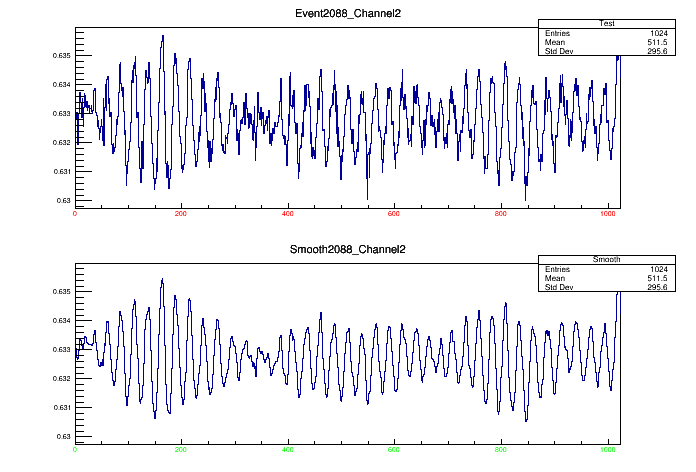 Event2088_Channel2
Test
Entries 1024
Mean 511.5
Std Dev 295.6
0.635
0.634
0.633
0.632
0.631
0.63
0 200 400 600 800 1000
Smooth2088_Channel2
Smooth
Entries 1024
Mean 511.5
Std Dev 295.6
0.635
0.634
0.633
0.632
0.631
0.63
0 200 400 600 800 1000